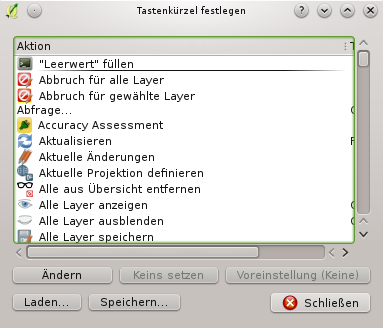 Tastenkürzel festlegen
Aktion
"Leerwert" füllen
Abbruch für alle Layer
Abbruch für gewählte Layer
Abfrage...
Accuracy Assessment
Aktualisieren
Aktuelle Änderungen
Aktuelle Projektion definieren
Alle aus Übersicht entfernen
Alle Layer anzeigen
Alle Layer ausblenden
Alle Layer speichern
Ändern Keins setzen Voreinstellung (Keine)
Laden... Speichern... Schließen